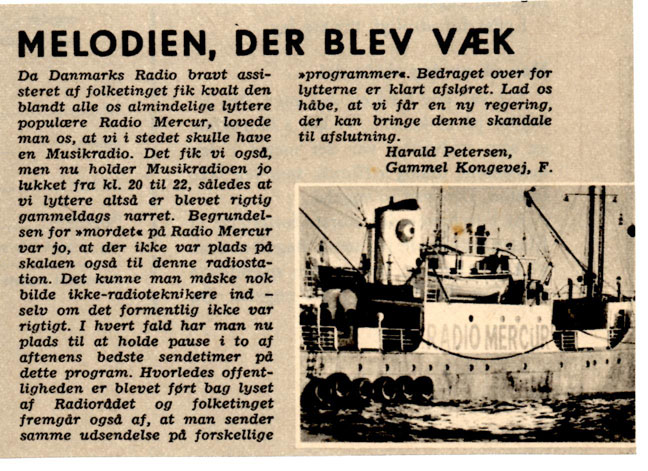 MELODIEN, DER BLEV VÆK
Da Danmarks Radio bravt assi-
steret af folketinget fik kvalt den
blandt alle os almindelige lyttere
populære Radio Mercur, lovede
man os, at vi i stedet skulle have
en Musikradio. Det fik vi også,
men nu holder Musikradioen jo
lukket fra kl. 20 til 22, således at
vi lyttere altså er blevet rigtig
gammeldags narret. Begrundel-
sen for »mordet« på Radio Mercur
var jo, at der ikke var plads på
skalaen også til denne radiosta-
tion. Det kunne man måske nok
bilde ikke-radioteknikere ind –
selv om det formentlig ikke var
rigtigt. I hvert fald har man nu
plads til at holde pause i to af
aftenens bedste sendetimer på
dette program. Hvorledes offent-
ligheden er blevet ført bag lyset
af Radiorådet og folketinget
fremgår også af, at man sender
samme udsendelse på forskellige
»programmer«. Bedraget over for
lytterne er klart afsløret. Lad os
håbe, at vi får en ny regering,
der kan bringe denne skandale
til afslutning.
Harald Petersen,
Gammel Kongevej, F.
RADIO MERCUR